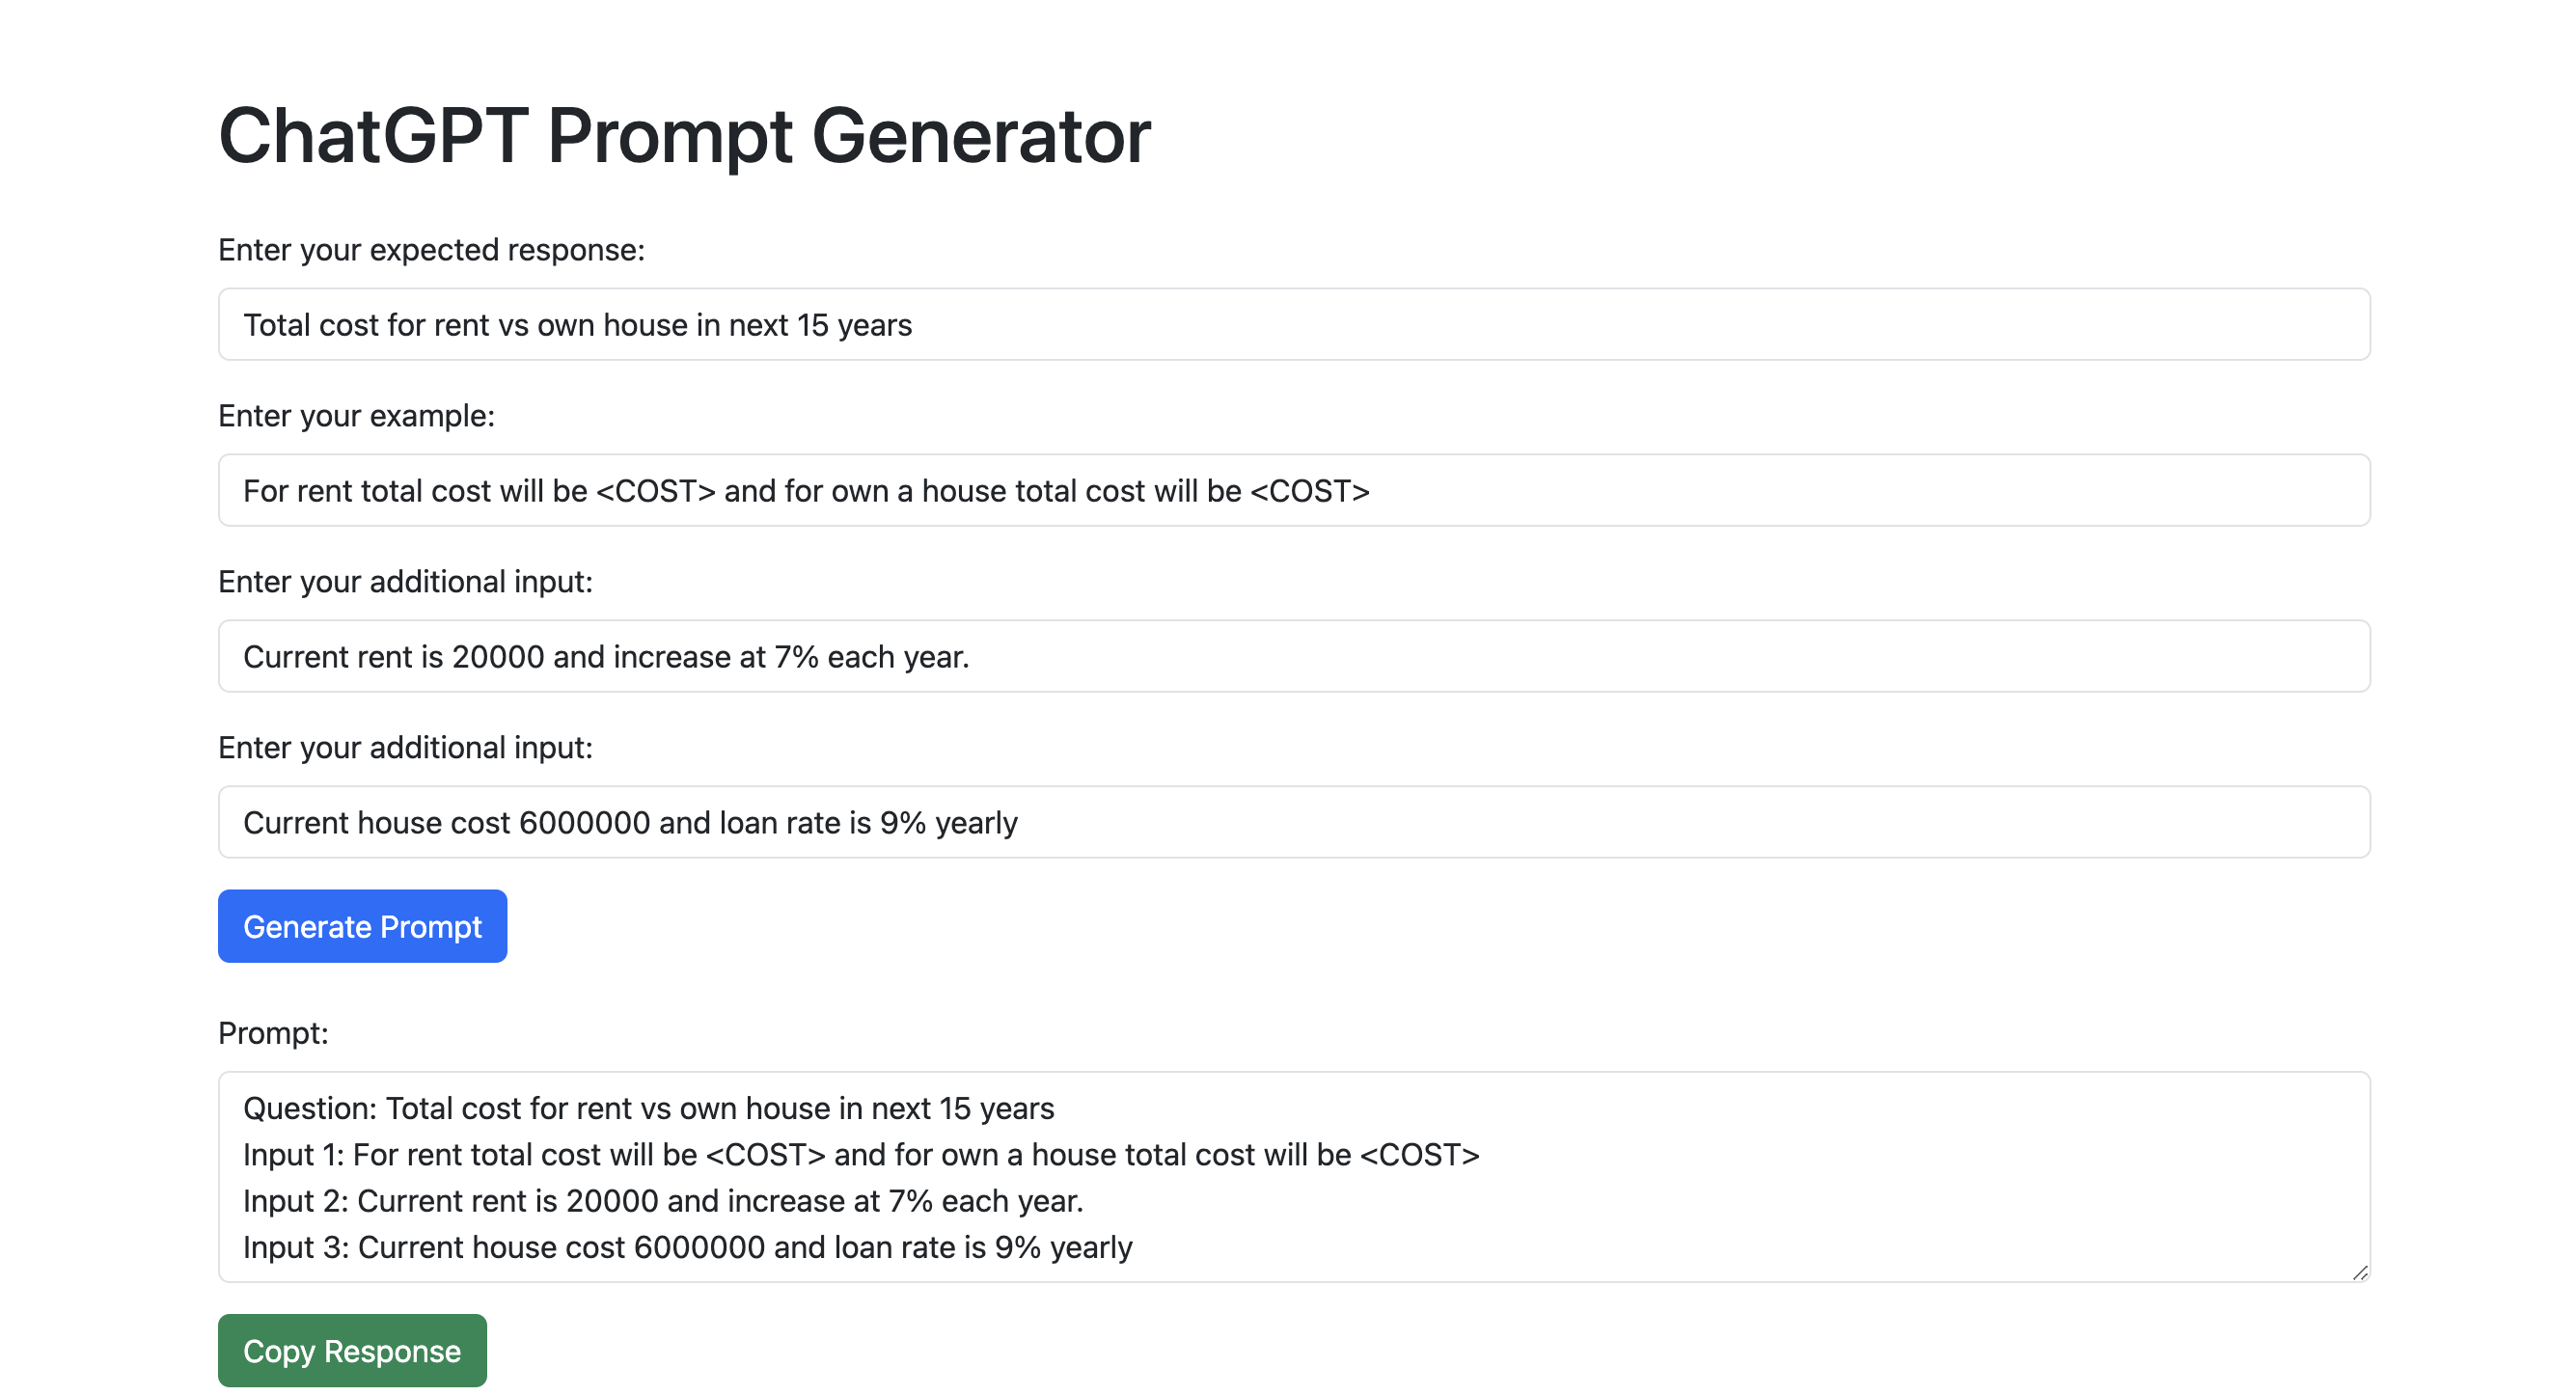 ChatGPT Prompt Generator
Enter your expected response:
Total cost for rent vs own house in next 15 years
Enter your example:
For rent total cost will be <COST> and for own a house total cost will be <COST>
Enter your additional input:
Current rent is 20000 and increase at 7% each year.
Enter your additional input:
Current house cost 6000000 and loan rate is 9% yearly
Generate Prompt
Prompt:
Question: Total cost for rent vs own house in next 15 years
Input 1: For rent total cost will be <COST> and for own a house total cost will be <COST>
Input 2: Current rent is 20000 and increase at 7% each year.
Input 3: Current house cost 6000000 and loan rate is 9% yearly
Copy Response